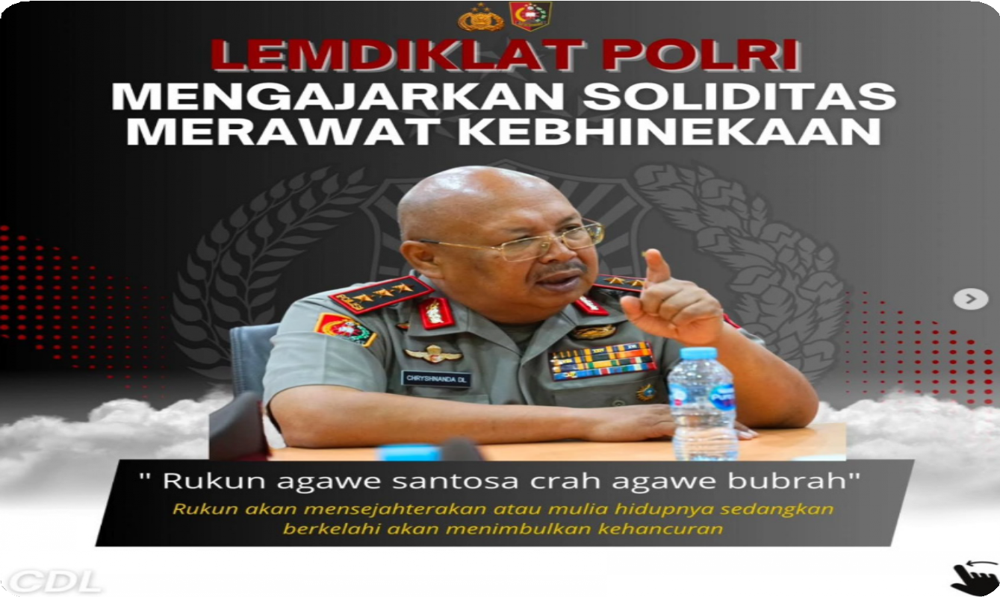 LEMDIKLAT POLRI
MENGAJARKAN SOLIDITAS
MERAWAT KEBHINEKAAN
POLRI
CHRYSHNANDA DL
" Rukun agawe santosa crah agawe bubrah"
Rukun akan mensejahterakan atau mulia hidupnya sedangkan
berkelahi akan menimbulkan kehancuran
CDL